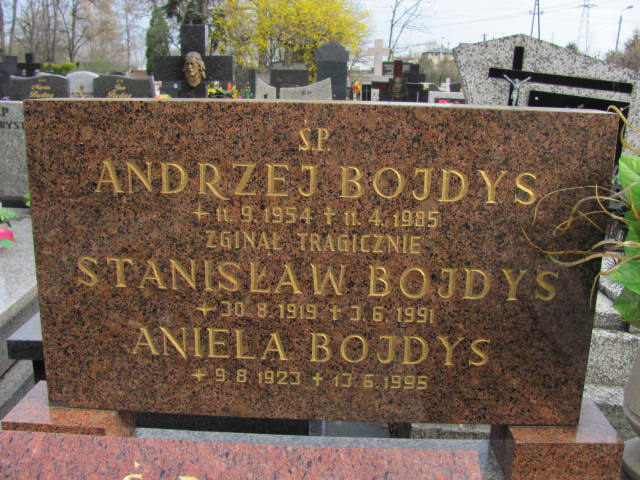 Ś.P.
ANDRZEJ BOJDYS
+ 11.9.1954 + 11.4.1985
ZGINĄŁ TRAGICZNIE
STANISŁAW BOJDYS
+ 30.8.1919 + 3.6.1991
ANIELA BOJDYS
+ 9.8.1923 + 13.6.1995